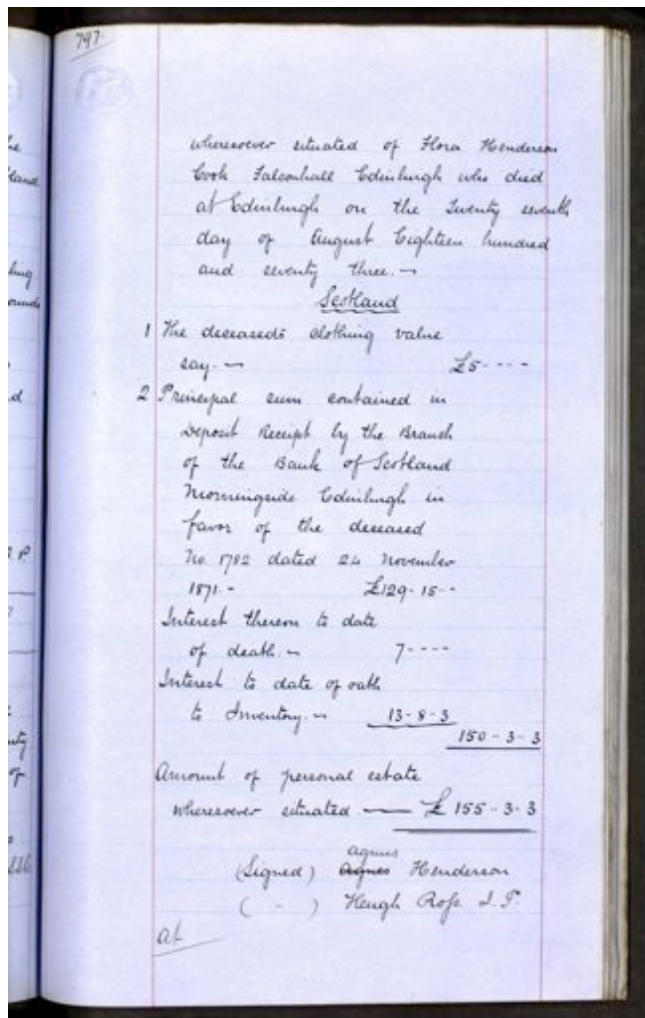 797
wheresoever situated of Flora Henderson
Cook Falconhall Edinburgh who died
at Edinburgh on the Twenty seventh
day of August Eighteen hundred
and seventy three. ~
Scotland
1 The deceased's clothing value
say. ~ £5 - - - -
2 Principal sum contained in
Deposit Receipt by the Branch
of the Bank of Scotland
Morningside Edinburgh in
favor of the deceased
No. 1782 dated 24 November
1871. - £129 - 15 - -
Interest thereon to date
of death. ~ 7 - - - -
Interest to date of oath
to Inventory. ~ 13 - 8 - 3
150 - 3 - 3
Amount of personal estate
wheresoever situated — £155 - 3 - 3
agnus
(Signed) Agnes Henderson
( - ) Hugh Rofs J. P.
at